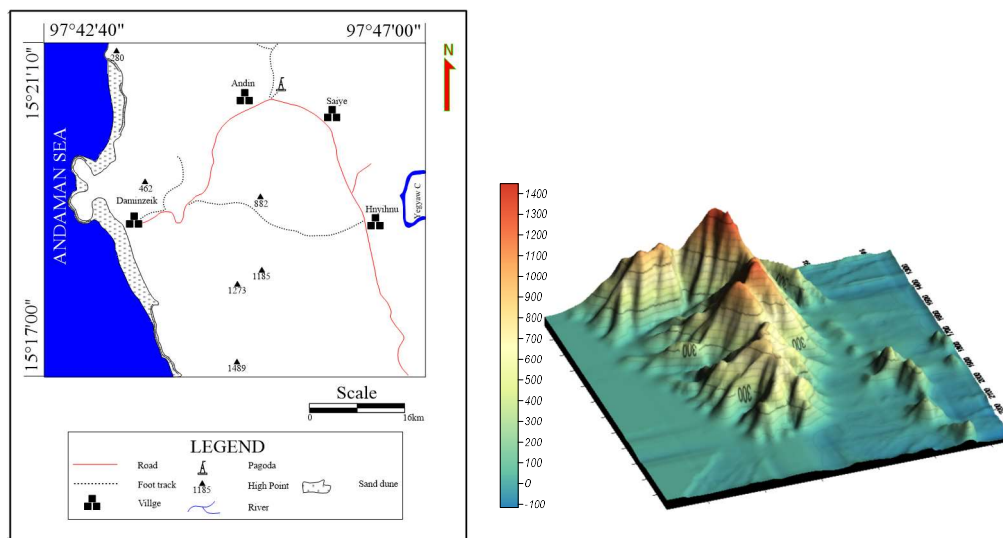 97°42'40" 97°47'00"
N
15°21'10"
280
Andin
Saiye
ANDAMAN SEA
462
Daminzeik
882
Hnyihnu
Yegyaw C
1185
1273
15°17'00"
1489
Scale
0 16km
LEGEND
Road Pagoda
Foot track High Point Sand dune
1185
Villge River
1400
1300
1200
1100
1000
900
800
700
600
500
400
300
200
100
0
-100
300
300
300